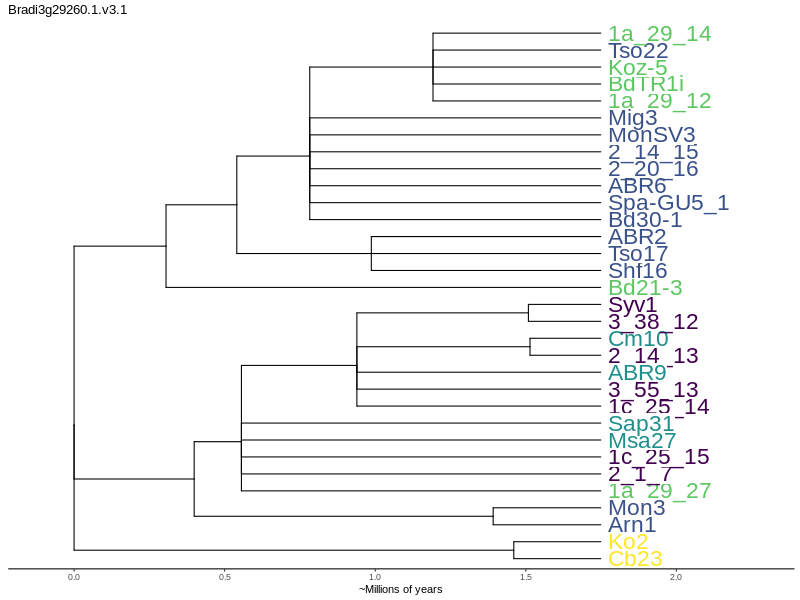 Bradi3g29260.1.v3.1
1a_29_14
Tso22
Koz-5
BdTR1i
1a_29_12
Mig3
MonSV3
2_14_15
2_20_16
ABR6
Spa-GU5_1
Bd30-1
ABR2
Tso17
Shf16
Bd21-3
Syv1
3_38_12
Cm10
2_14_13
ABR9
3_55_13
1c_25_14
Sap31
Msa27
1c_25_15
2_1_7
1a_29_27
Mon3
Arn1
Ko2
Cb23
0.0 0.5 1.0 1.5 2.0
~Millions of years